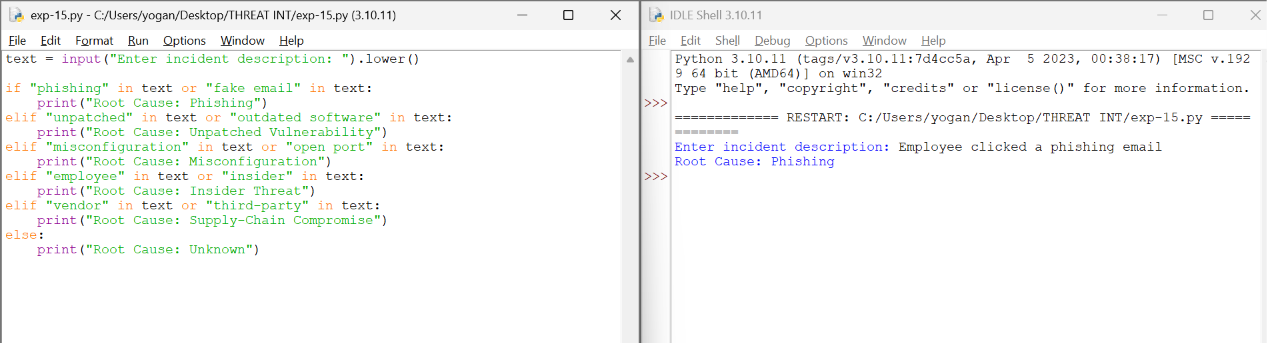 exp-15.py - C:/Users/yogan/Desktop/THREAT INT/exp-15.py (3.10.11)
File Edit Format Run Options Window Help
text = input("Enter incident description: ").lower()
if "phishing" in text or "fake email" in text:
    print("Root Cause: Phishing")
elif "unpatched" in text or "outdated software" in text:
    print("Root Cause: Unpatched Vulnerability")
elif "misconfiguration" in text or "open port" in text:
    print("Root Cause: Misconfiguration")
elif "employee" in text or "insider" in text:
    print("Root Cause: Insider Threat")
elif "vendor" in text or "third-party" in text:
    print("Root Cause: Supply-Chain Compromise")
else:
    print("Root Cause: Unknown")
IDLE Shell 3.10.11
File Edit Shell Debug Options Window Help
Python 3.10.11 (tags/v3.10.11:7d4cc5a, Apr  5 2023, 00:38:17) [MSC v.192
9 64 bit (AMD64)] on win32
Type "help", "copyright", "credits" or "license()" for more information.
>>>
============= RESTART: C:/Users/yogan/Desktop/THREAT INT/exp-15.py =====
========
Enter incident description: Employee clicked a phishing email
Root Cause: Phishing
>>>